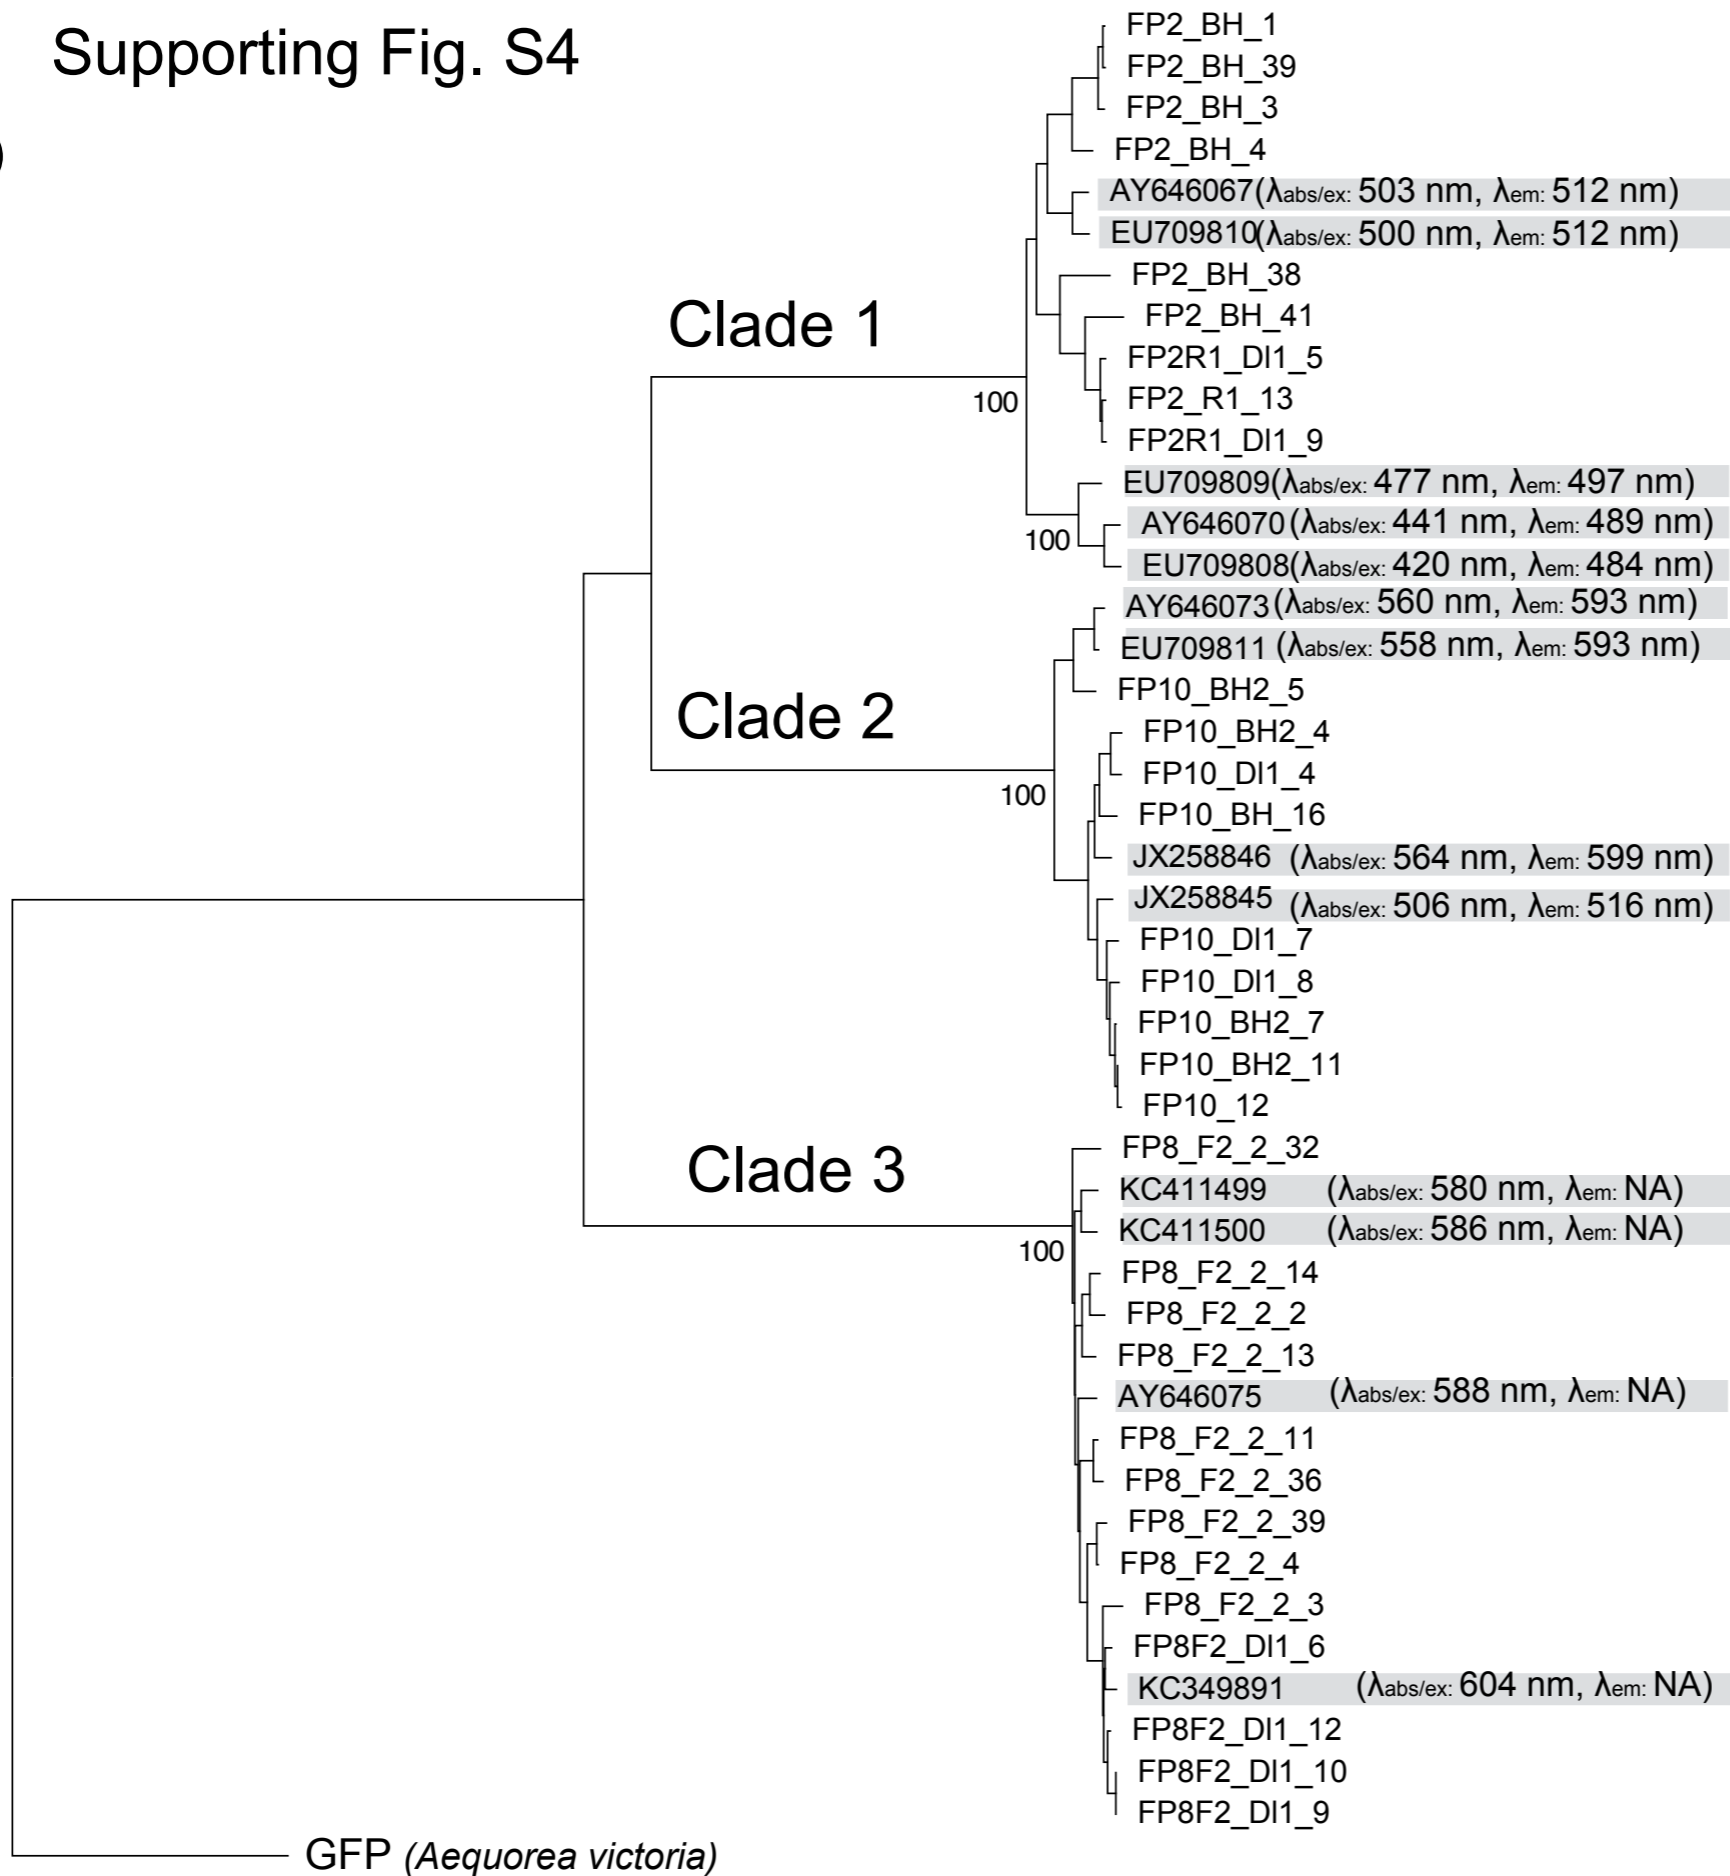 Supporting Fig. S4
)
FP2_BH_1
FP2_BH_39
FP2_BH_3
FP2_BH_4
AY646067(λabs/ex: 503 nm, λem: 512 nm)
EU709810(λabs/ex: 500 nm, λem: 512 nm)
FP2_BH_38
Clade 1
FP2_BH_41
FP2R1_DI1_5
100
FP2_R1_13
FP2R1_DI1_9
EU709809(λabs/ex: 477 nm, λem: 497 nm)
AY646070(λabs/ex: 441 nm, λem: 489 nm)
100
EU709808(λabs/ex: 420 nm, λem: 484 nm)
AY646073(λabs/ex: 560 nm, λem: 593 nm)
EU709811 (λabs/ex: 558 nm, λem: 593 nm)
FP10_BH2_5
Clade 2
FP10_BH2_4
FP10_DI1_4
100
FP10_BH_16
JX258846 (λabs/ex: 564 nm, λem: 599 nm)
JX258845 (λabs/ex: 506 nm, λem: 516 nm)
FP10_DI1_7
FP10_DI1_8
FP10_BH2_7
FP10_BH2_11
FP10_12
FP8_F2_2_32
Clade 3
KC411499 (λabs/ex: 580 nm, λem: NA)
KC411500 (λabs/ex: 586 nm, λem: NA)
100
FP8_F2_2_14
FP8_F2_2_2
FP8_F2_2_13
AY646075 (λabs/ex: 588 nm, λem: NA)
FP8_F2_2_11
FP8_F2_2_36
FP8_F2_2_39
FP8_F2_2_4
FP8_F2_2_3
FP8F2_DI1_6
KC349891 (λabs/ex: 604 nm, λem: NA)
FP8F2_DI1_12
FP8F2_DI1_10
FP8F2_DI1_9
GFP (Aequorea victoria)